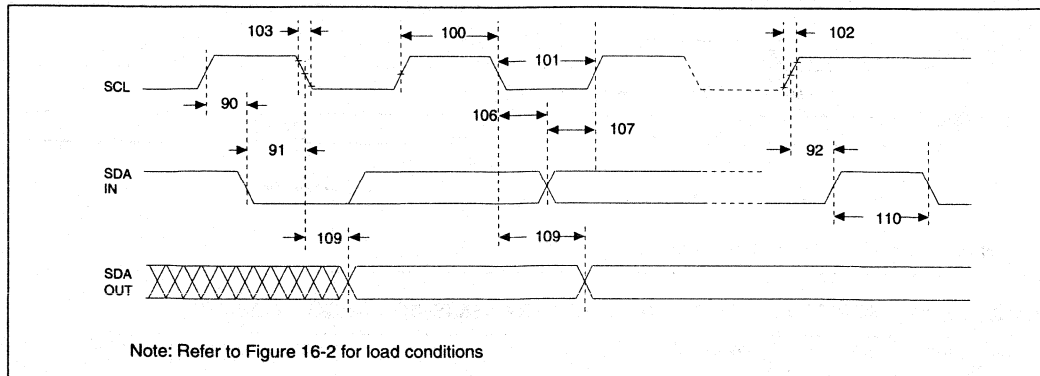 103
100
102
101
SCL
90
106
107
91
92
SDA
IN
110
109
109
SDA
OUT
Note: Refer to Figure 16-2 for load conditions